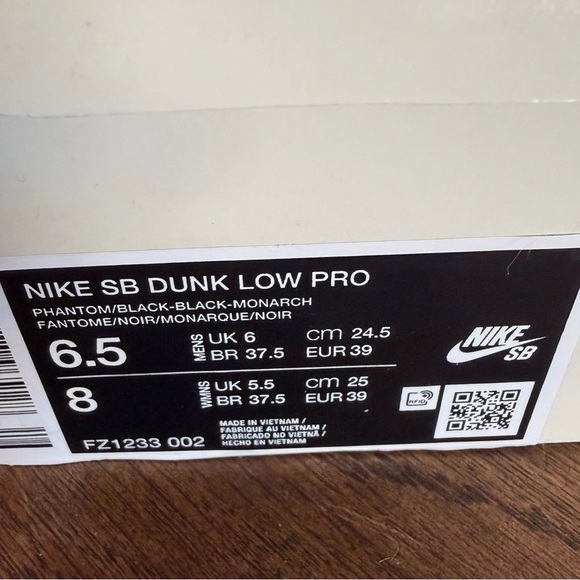 NIKE SB DUNK LOW PRO
PHANTOM/BLACK-BLACK-MONARCH
FANTOME/NOIR/MONARQUE/NOIR
6.5 MENS UK 6 CM 24.5
BR 37.5 EUR 39
8 WMNS UK 5.5 CM 25
BR 37.5 EUR 39
NIKE
SB
RFID
FZ1233 002
MADE IN VIETNAM /
FABRIQUE AU VIETNAM /
FABRICADO NO VIETNÃ /
HECHO EN VIETNAM